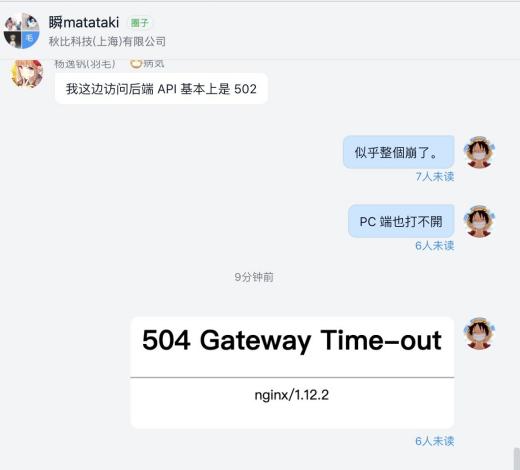 瞬matataki 圈子
毛
秋比科技(上海)有限公司
杨逸钒(羽毛) 病気
我这边访问后端 API 基本上是 502
似乎整個崩了。
7人未读
PC 端也打不開
6人未读
9分钟前
504 Gateway Time-out
nginx/1.12.2
6人未读